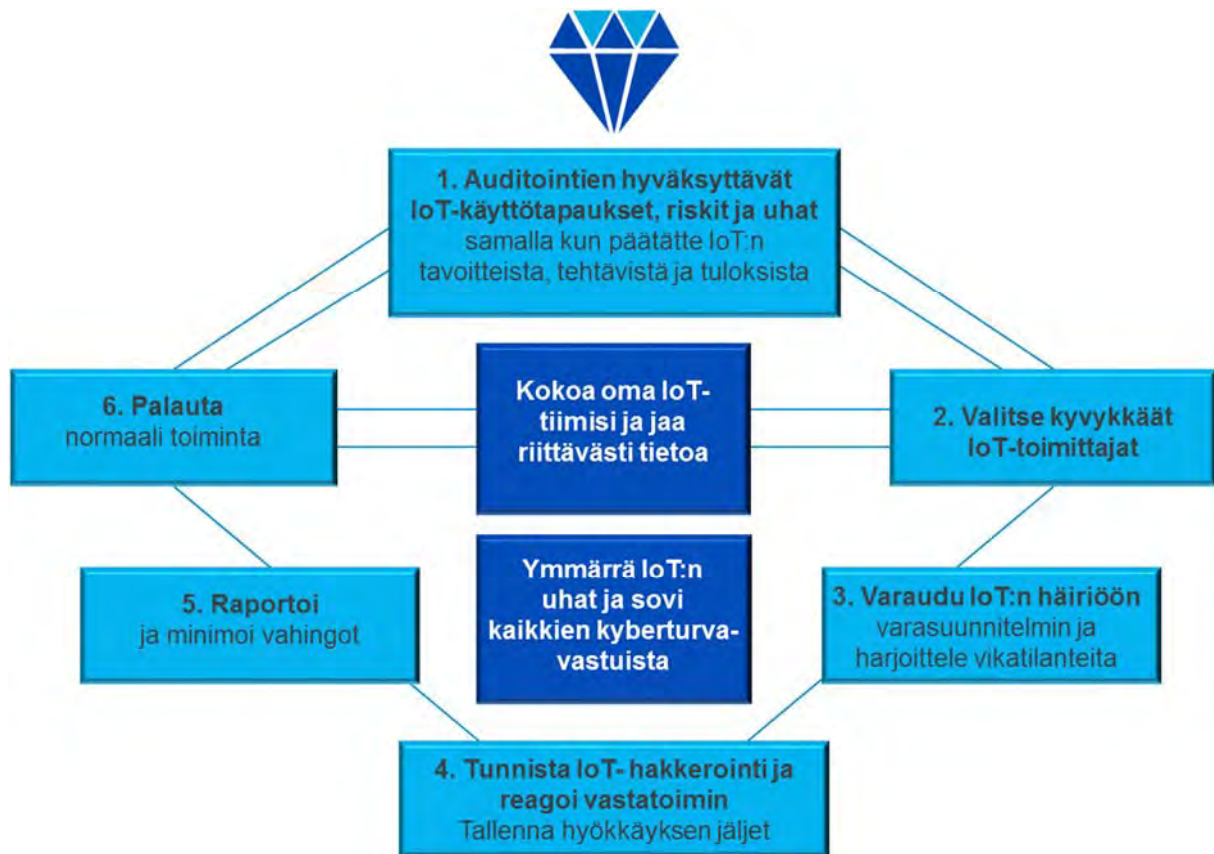 1. Auditointien hyväksyttävät
IoT-käyttötapaukset, riskit ja uhat
samalla kun päätätte IoT:n
tavoitteista, tehtävistä ja tuloksista
Kokoa oma IoT-
tiimisi ja jaa
riittävästi tietoa
6. Palauta
normaali toiminta
2. Valitse kyvykkäät
IoT-toimittajat
Ymmärrä IoT:n
uhat ja sovi
kaikkien kyberturva-
vastuista
5. Raportoi
ja minimoi vahingot
3. Varaudu IoT:n häiriöön
varasuunnitelmin ja
harjoittele vikatilanteita
4. Tunnista IoT- hakkerointi ja
reagoi vastatoimin
Tallenna hyökkäyksen jäljet